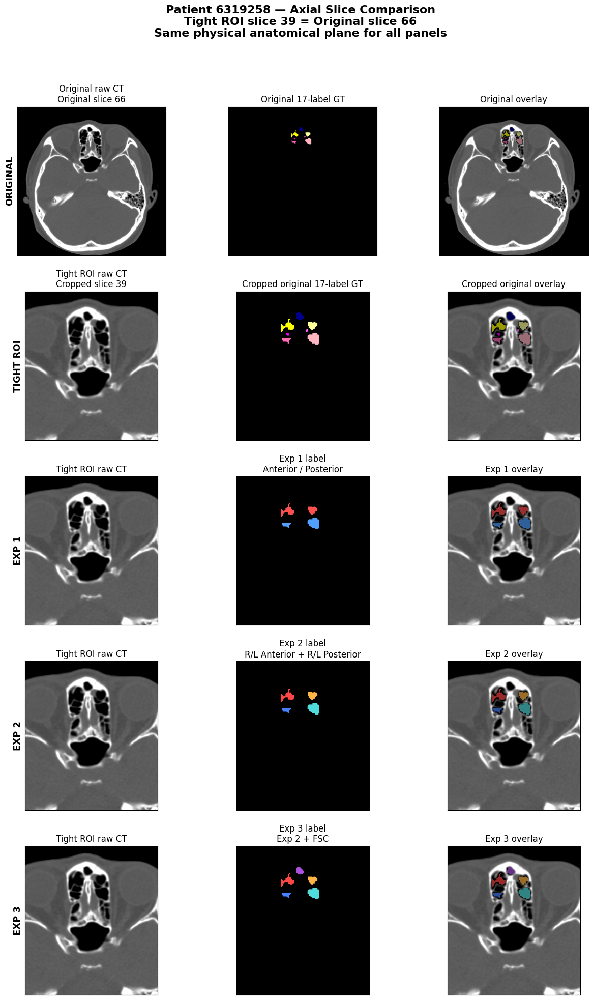 Patient 6319258 — Axial Slice Comparison
Tight ROI slice 39 = Original slice 66
Same physical anatomical plane for all panels
ORIGINAL
Original raw CT
Original slice 66
Original 17-label GT
Original overlay
TIGHT ROI
Tight ROI raw CT
Cropped slice 39
Cropped original 17-label GT
Cropped original overlay
EXP 1
Tight ROI raw CT
Exp 1 label
Anterior / Posterior
Exp 1 overlay
EXP 2
Tight ROI raw CT
Exp 2 label
R/L Anterior + R/L Posterior
Exp 2 overlay
EXP 3
Tight ROI raw CT
Exp 3 label
Exp 2 + FSC
Exp 3 overlay